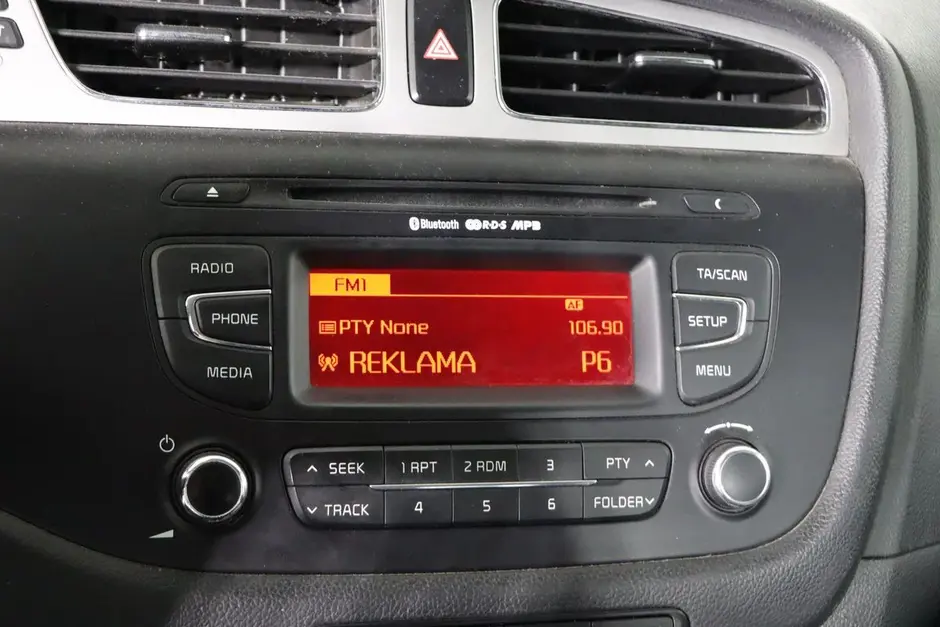 Bluetooth R·D·S MP3
RADIO
PHONE
MEDIA
FM1
AF
PTY None 106.90
REKLAMA P6
TA/SCAN
SETUP
MENU
SEEK 1 RPT 2 RDM 3 PTY
TRACK 4 5 6 FOLDER